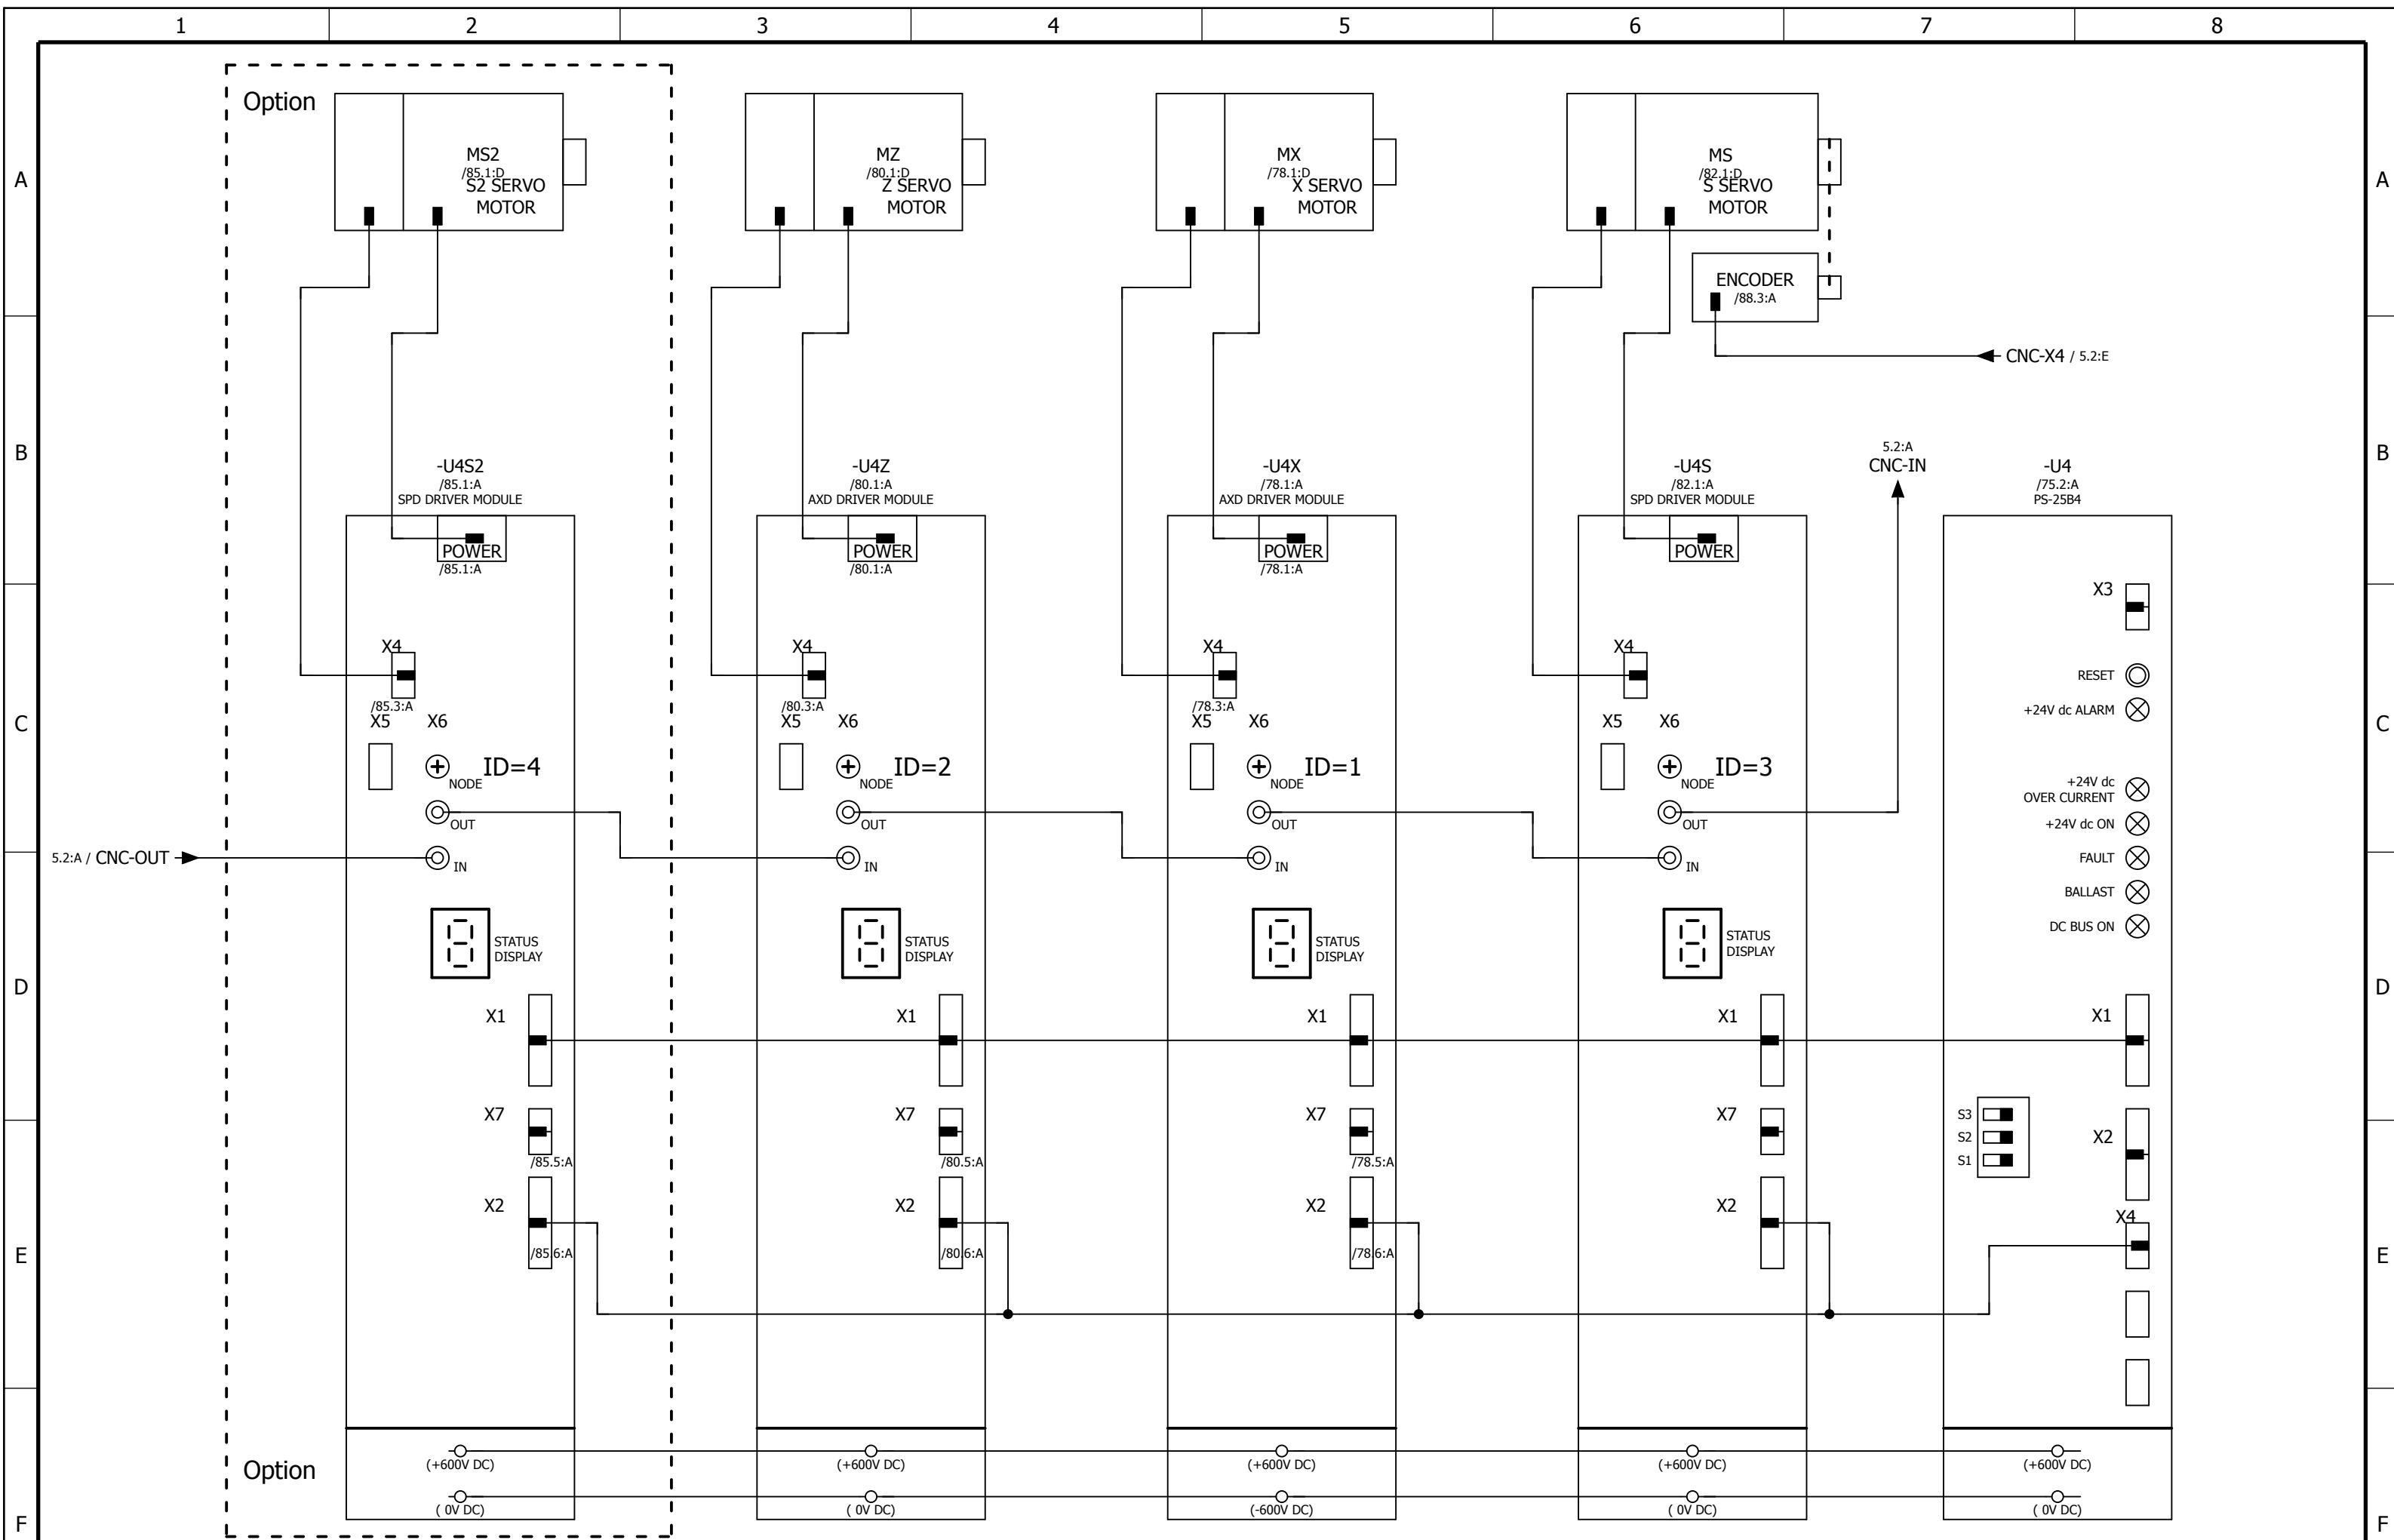 1 2 3 4 5 6 7 8
A
A
B
B
C
C
D
D
E
E
F
F
Option
MS2
/85.1:D
S2 SERVO
MOTOR
MZ
/80.1:D
Z SERVO
MOTOR
MX
/78.1:D
X SERVO
MOTOR
MS
/82.1:D
S SERVO
MOTOR
ENCODER
/88.3:A
CNC-X4 / 5.2:E
5.2:A
CNC-IN
5.2:A / CNC-OUT
-U4S2
/85.1:A
SPD DRIVER MODULE
POWER
/85.1:A
X4
/85.3:A
X5 X6
ID=4
NODE
OUT
IN
STATUS
DISPLAY
X1
X7
/85.5:A
X2
/85.6:A
Option
(+600V DC)
( 0V DC)
-U4Z
/80.1:A
AXD DRIVER MODULE
POWER
/80.1:A
X4
/80.3:A
X5 X6
ID=2
NODE
OUT
IN
STATUS
DISPLAY
X1
X7
/80.5:A
X2
/80.6:A
(+600V DC)
( 0V DC)
-U4X
/78.1:A
AXD DRIVER MODULE
POWER
/78.1:A
X4
/78.3:A
X5 X6
ID=1
NODE
OUT
IN
STATUS
DISPLAY
X1
X7
/78.5:A
X2
/78.6:A
(+600V DC)
(-600V DC)
-U4S
/82.1:A
SPD DRIVER MODULE
POWER
X4
X5 X6
ID=3
NODE
OUT
IN
STATUS
DISPLAY
X1
X7
X2
(+600V DC)
( 0V DC)
-U4
/75.2:A
PS-25B4
X3
RESET
+24V dc ALARM
+24V dc
OVER CURRENT
+24V dc ON
FAULT
BALLAST
DC BUS ON
X1
S3
S2
S1
X2
X4
(+600V DC)
( 0V DC)